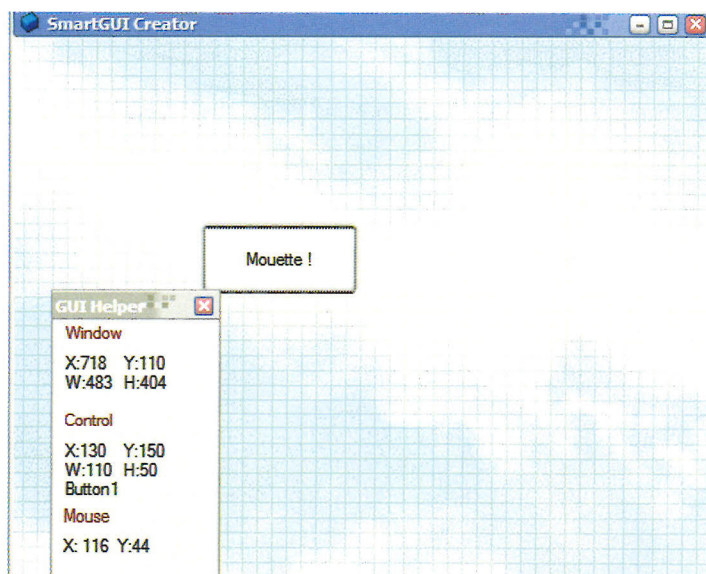 SmartGUI Creator
Mouette !
GUI Helper
Window
X:718 Y:110
W:483 H:404
Control
X:130 Y:150
W:110 H:50
Button1
Mouse
X: 116 Y:44